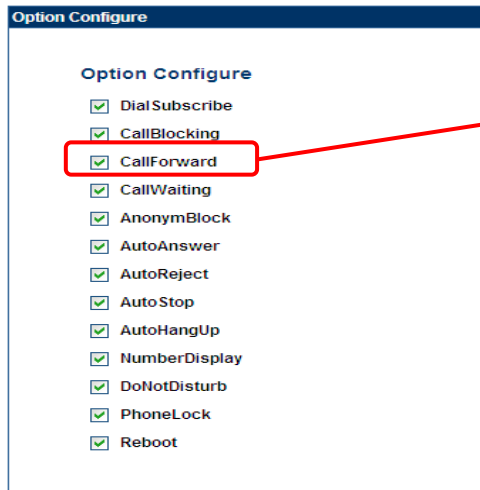 Option Configure
Option Configure
DialSubscribe
CallBlocking
CallForward
CallWaiting
AnonymBlock
AutoAnswer
AutoReject
AutoStop
AutoHangUp
NumberDisplay
DoNotDisturb
PhoneLock
Reboot